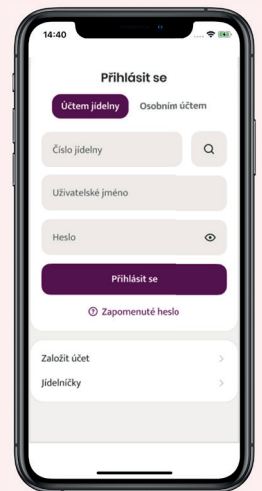 14:40
Přihlásit se
Účtem jídelny
Osobním účtem
Číslo jídelny
Uživatelské jméno
Heslo
Přihlásit se
Zapomenuté heslo
Založit účet
Jídelníčky